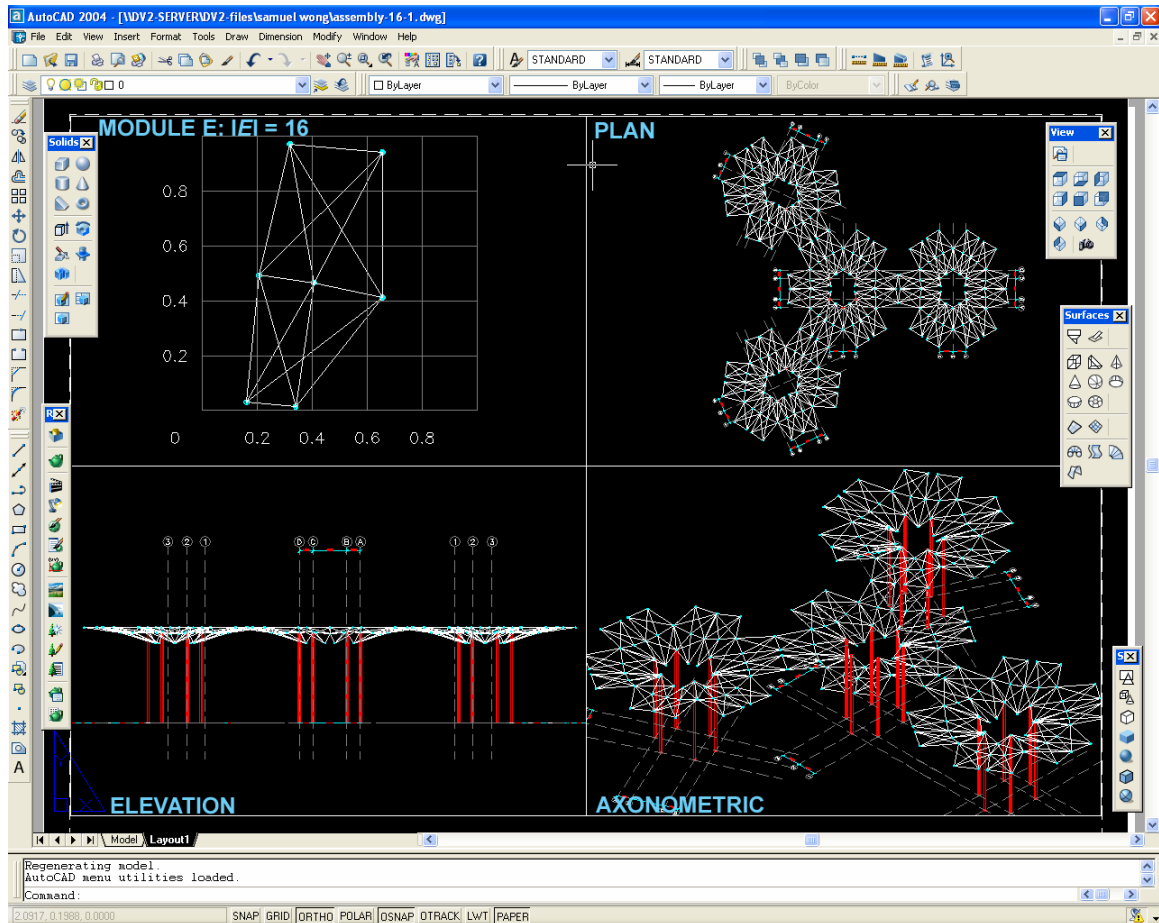 AutoCAD 2004 - [\\DV2-SERVER\DV2-files\samuel wong\assembly-16-1.dwg]
File Edit View Insert Format Tools Draw Dimension Modify Window Help
STANDARD STANDARD
0 ByLayer ByLayer ByLayer ByColor
MODULE E: |E| = 16
PLAN
Solids
View
0.8
0.6
0.4
0.2
0 0.2 0.4 0.6 0.8
Surfaces
R
3 2 1 D C B A 1 2 3
S
A
ELEVATION
AXONOMETRIC
Model Layout1
Regenerating model.
AutoCAD menu utilities loaded.
Command:
2.0917, 0.1988, 0.0000 SNAP GRID ORTHO POLAR OSNAP OTRACK LWT PAPER